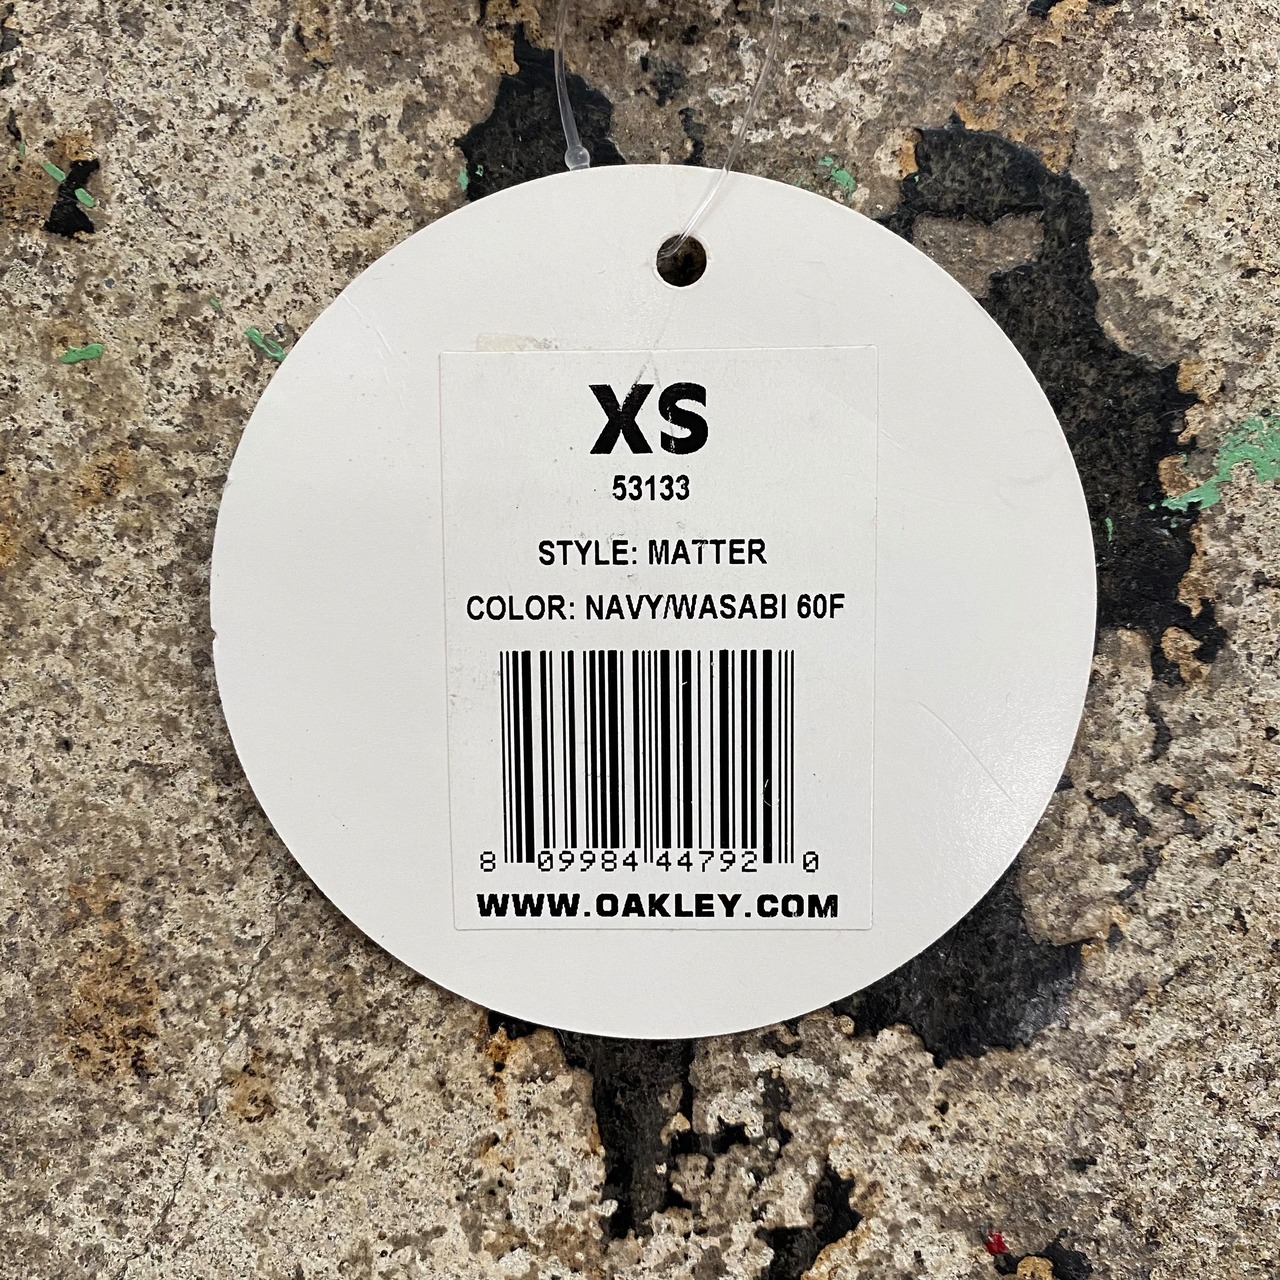 XS
53133
STYLE: MATTER
COLOR: NAVY/WASABI 60F
8 09984 44792 0
WWW.OAKLEY.COM